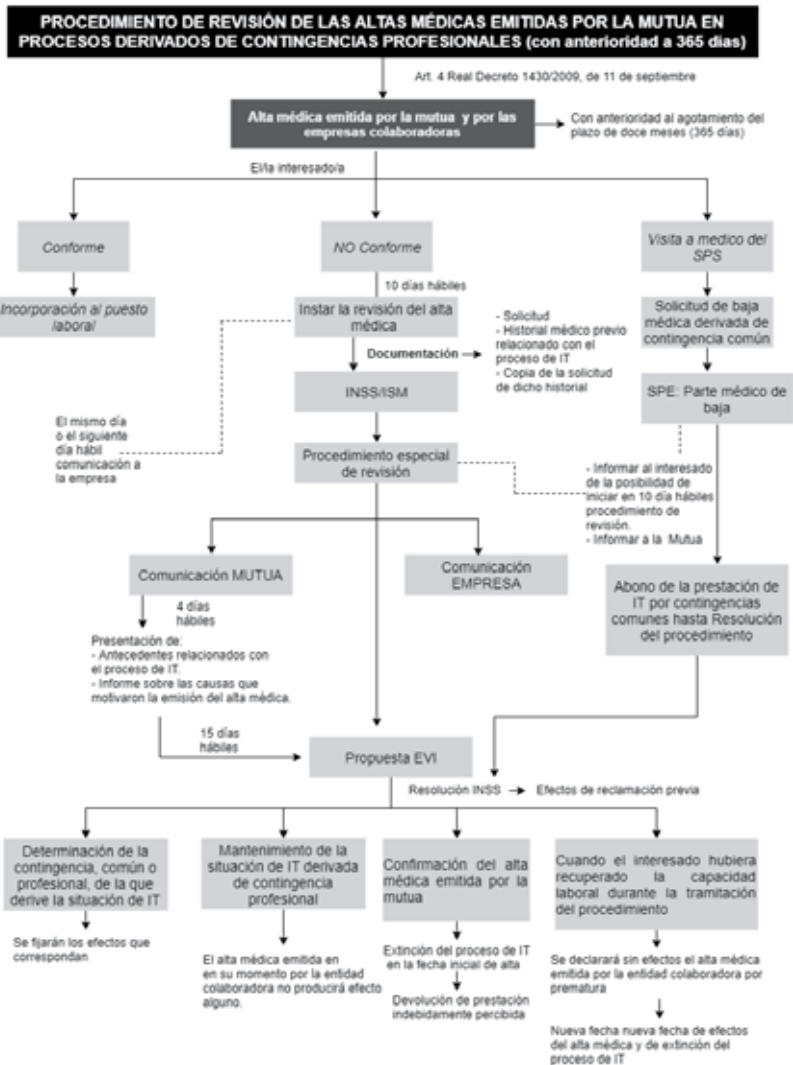 PROCEDIMIENTO DE REVISIÓN DE LAS ALTAS MÉDICAS EMITIDAS POR LA MUTUA EN
PROCESOS DERIVADOS DE CONTINGENCIAS PROFESIONALES (con anterioridad a 365 días)
Art. 4 Real Decreto 1430/2009, de 11 de septiembre
Alta médica emitida por la mutua y por las
empresas colaboradoras
Con anterioridad al agotamiento del
plazo de doce meses (365 días)
El/la interesado/a
Conforme
NO Conforme
Visita a medico del
SPS
10 días hábiles
Incorporación al puesto
laboral
Instar la revisión del alta
médica
- Solicitud
- Historial médico previo
relacionado con el
proceso de IT
- Copia de la solicitud
de dicho historial
Solicitud de baja
médica derivada de
contingencia común
Documentación
INSS/ISM
SPE: Parte médico de
baja
El mismo día
o el siguiente
día hábil
comunicación a
la empresa
Procedimiento especial
de revisión
- Informar al interesado
de la posibilidad de
iniciar en 10 día hábiles
procedimiento de
revisión.
- Informar a la Mutua
Comunicación MUTUA
Comunicación
EMPRESA
Abono de la prestación de
IT por contingencias
comunes hasta Resolución
del procedimiento
4 días
hábiles
Presentación de:
- Antecedentes relacionados con
el proceso de IT.
- Informe sobre las causas que
motivaron la emisión del alta médica.
15 días
hábiles
Propuesta EVI
Resolución INSS
Efectos de reclamación previa
Determinación de la
contingencia, común o
profesional, de la que
derive la situación de IT
Mantenimiento de la
situación de IT derivada
de contingencia
profesional
Confirmación del alta
médica emitida por la
mutua
Cuando el interesado hubiera
recuperado la capacidad
laboral durante la tramitación
del procedimiento
Se fijarán los efectos que
correspondan
El alta médica emitida en
en su momento por la entidad
colaboradora no producirá efecto
alguno.
Extinción del proceso de IT
en la fecha inicial de alta
Devolución de prestación
indebidamente percibida
Se declarará sin efectos el alta médica
emitida por la entidad colaboradora por
prematura
Nueva fecha nueva fecha de efectos
del alta médica y de extinción del
proceso de IT